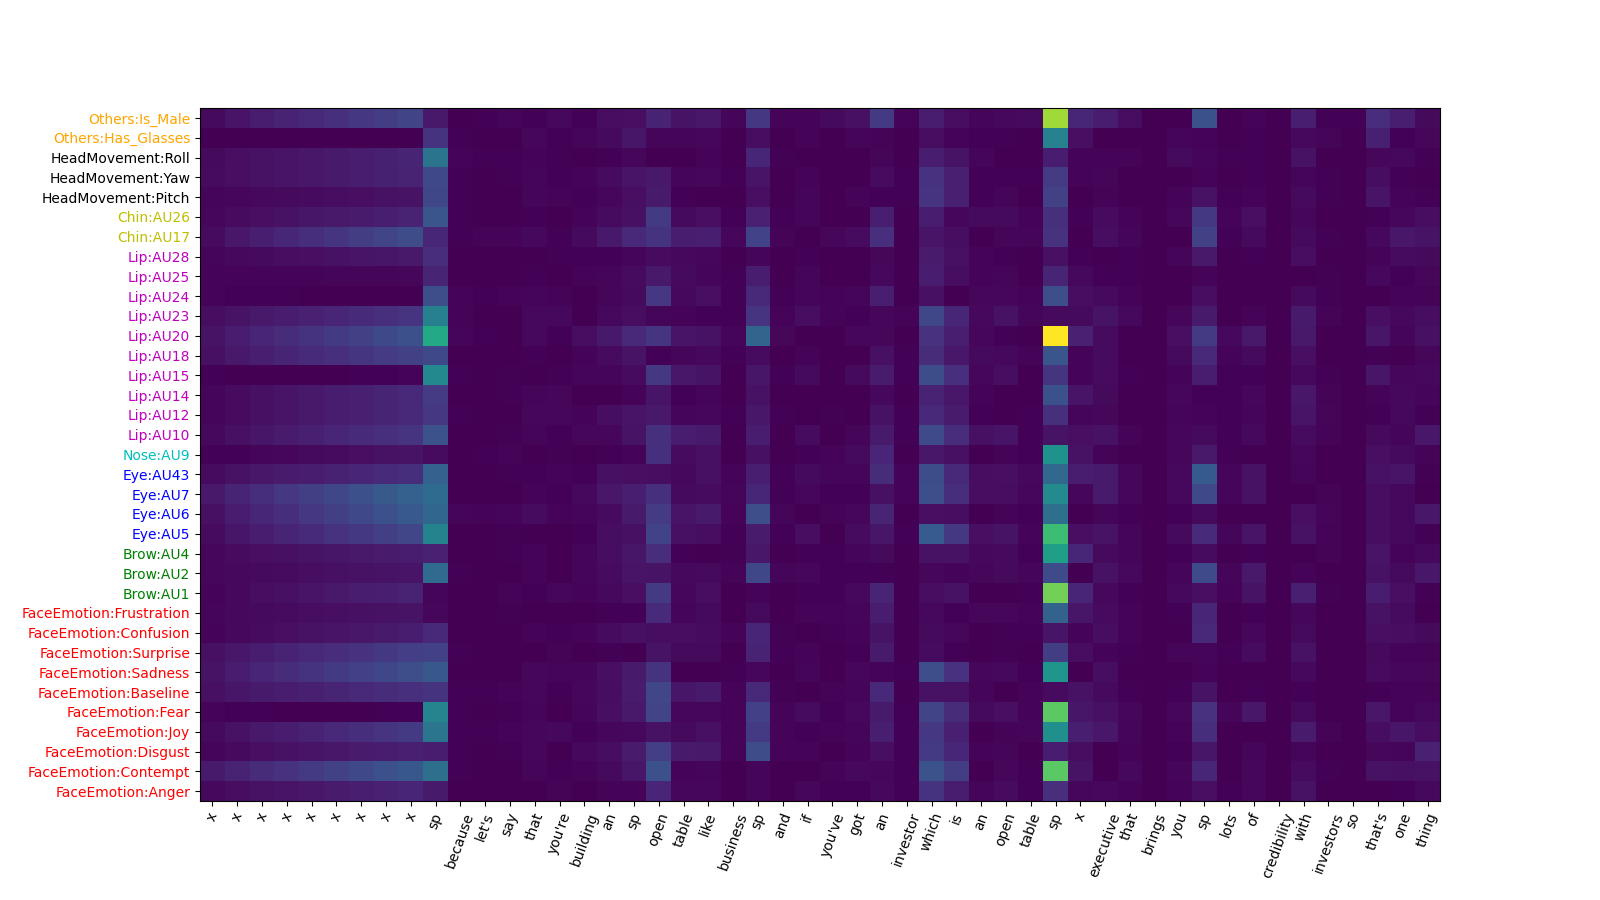 Others:Is_Male
Others:Has_Glasses
HeadMovement:Roll
HeadMovement:Yaw
HeadMovement:Pitch
Chin:AU26
Chin:AU17
Lip:AU28
Lip:AU25
Lip:AU24
Lip:AU23
Lip:AU20
Lip:AU18
Lip:AU15
Lip:AU14
Lip:AU12
Lip:AU10
Nose:AU9
Eye:AU43
Eye:AU7
Eye:AU6
Eye:AU5
Brow:AU4
Brow:AU2
Brow:AU1
FaceEmotion:Frustration
FaceEmotion:Confusion
FaceEmotion:Surprise
FaceEmotion:Sadness
FaceEmotion:Baseline
FaceEmotion:Fear
FaceEmotion:Joy
FaceEmotion:Disgust
FaceEmotion:Contempt
FaceEmotion:Anger
x
x
x
x
x
x
x
x
x
sp
because
let's
say
that
you're
building
an
sp
open
table
like
business
sp
and
if
you've
got
an
investor
which
is
an
open
table
sp
x
executive
that
brings
you
sp
lots
of
credibility
with
investors
so
that's
one
thing